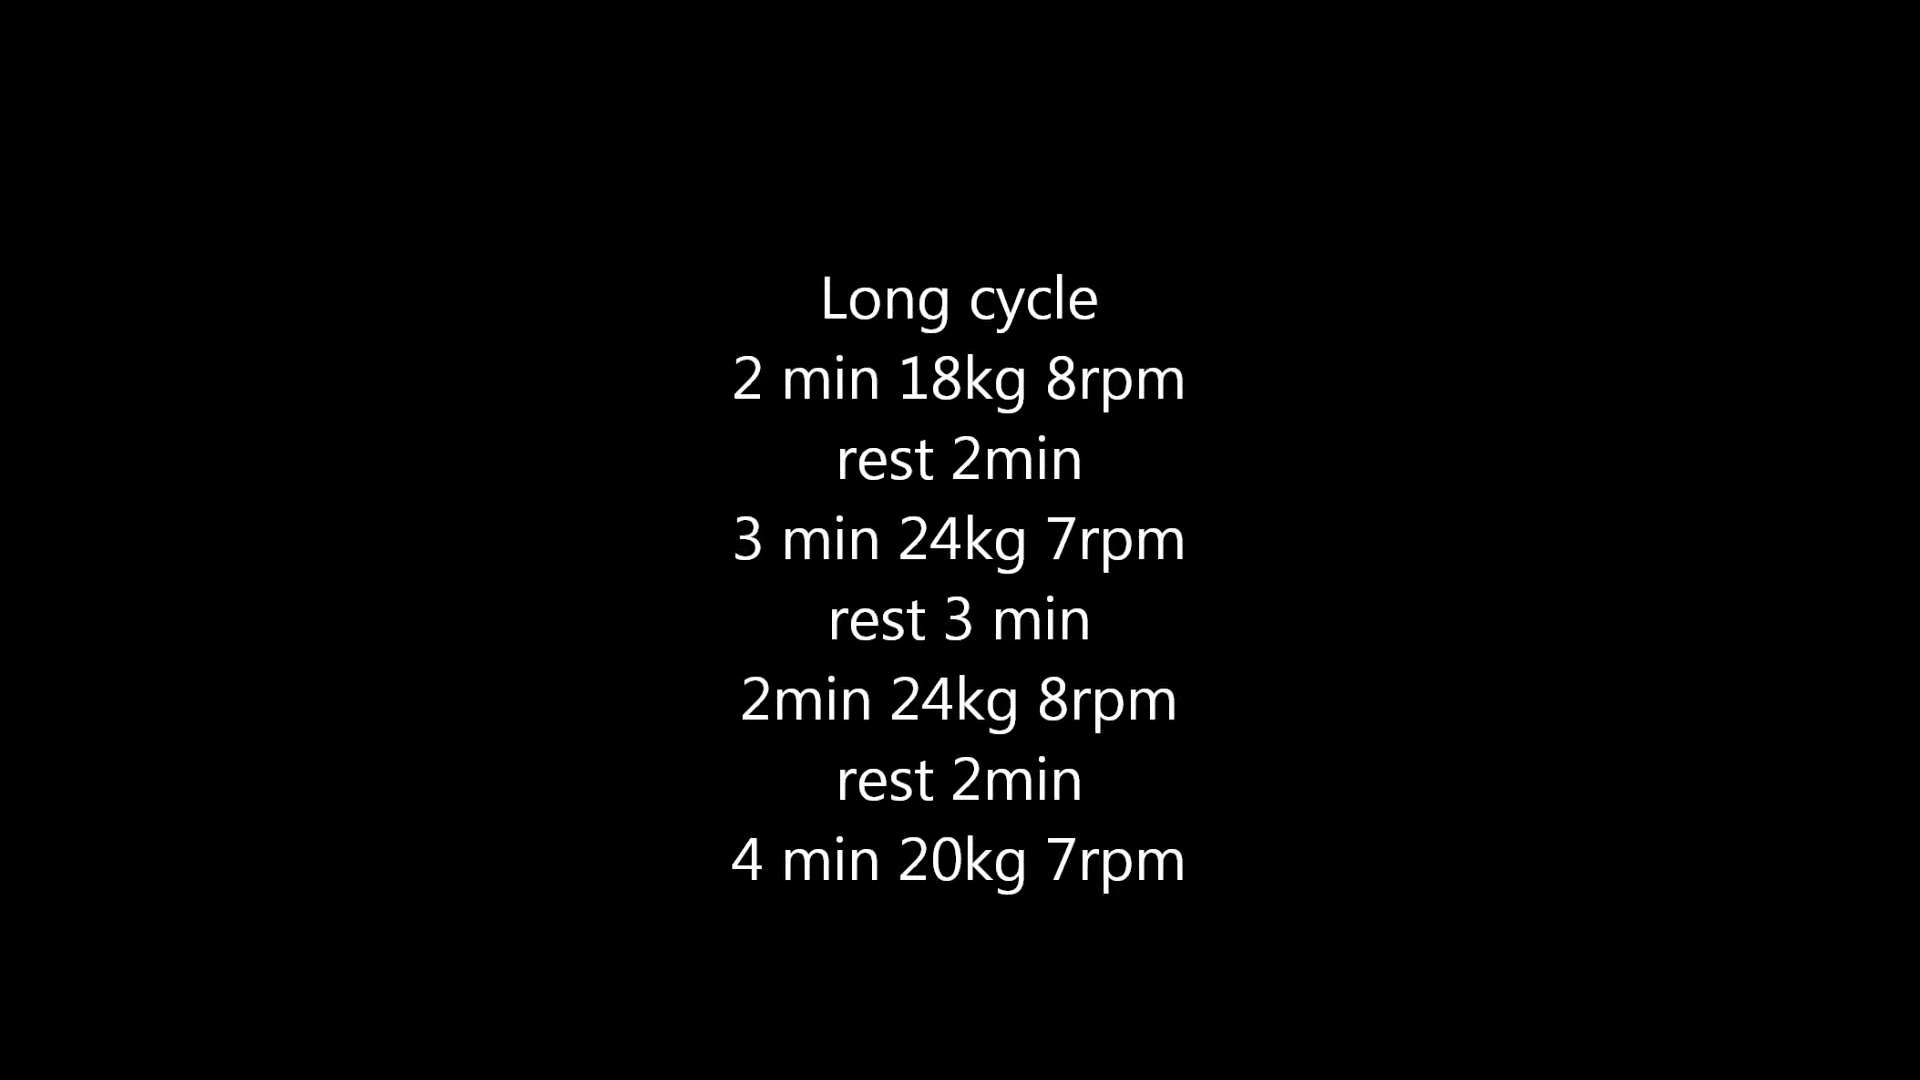 Long cycle
2 min 18kg 8rpm
rest 2min
3 min 24kg 7rpm
rest 3 min
2min 24kg 8rpm
rest 2min
4 min 20kg 7rpm